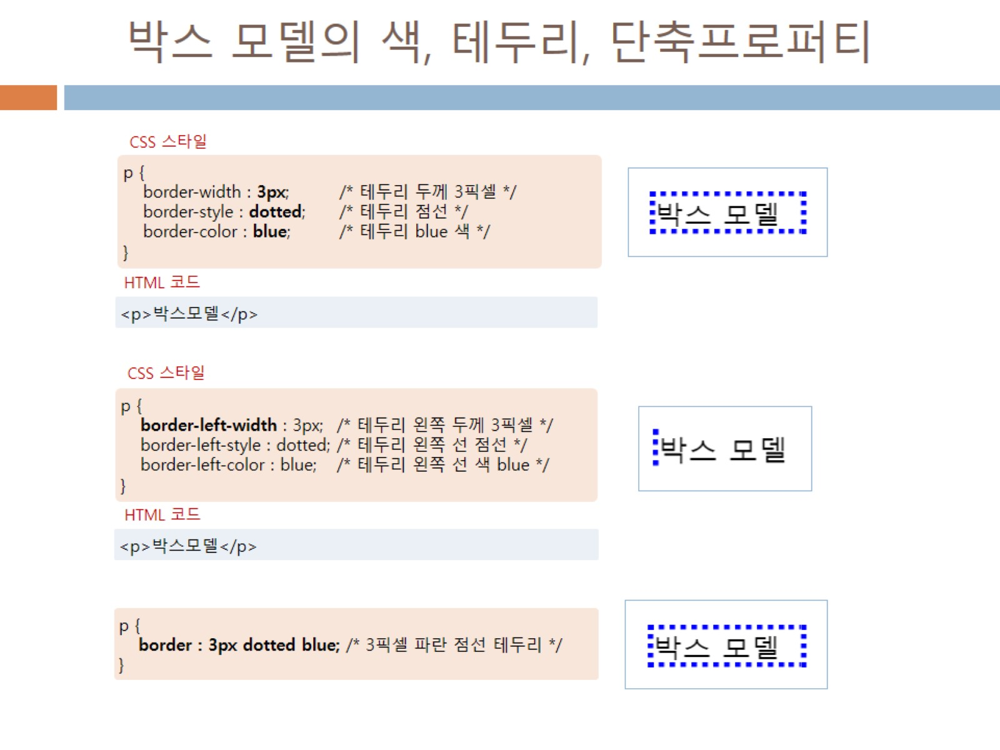 박스 모델의 색, 테두리, 단축프로퍼티
CSS 스타일
p {
border-width : 3px; /* 테두리 두께 3픽셀 */
border-style : dotted; /* 테두리 점선 */
border-color : blue; /* 테두리 blue 색 */
}
박스 모델
HTML 코드
<p>박스모델</p>
CSS 스타일
p {
border-left-width : 3px; /* 테두리 왼쪽 두께 3픽셀 */
border-left-style : dotted; /* 테두리 왼쪽 선 점선 */
border-left-color : blue; /* 테두리 왼쪽 선 색 blue */
}
박스 모델
HTML 코드
<p>박스모델</p>
p {
border : 3px dotted blue; /* 3픽셀 파란 점선 테두리 */
}
박스 모델